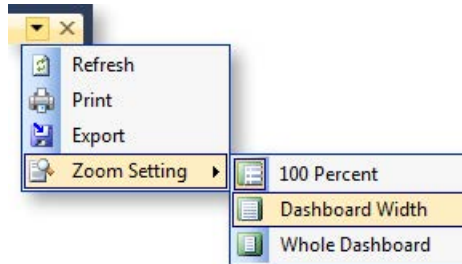 Refresh
Print
Export
Zoom Setting
100 Percent
Dashboard Width
Whole Dashboard